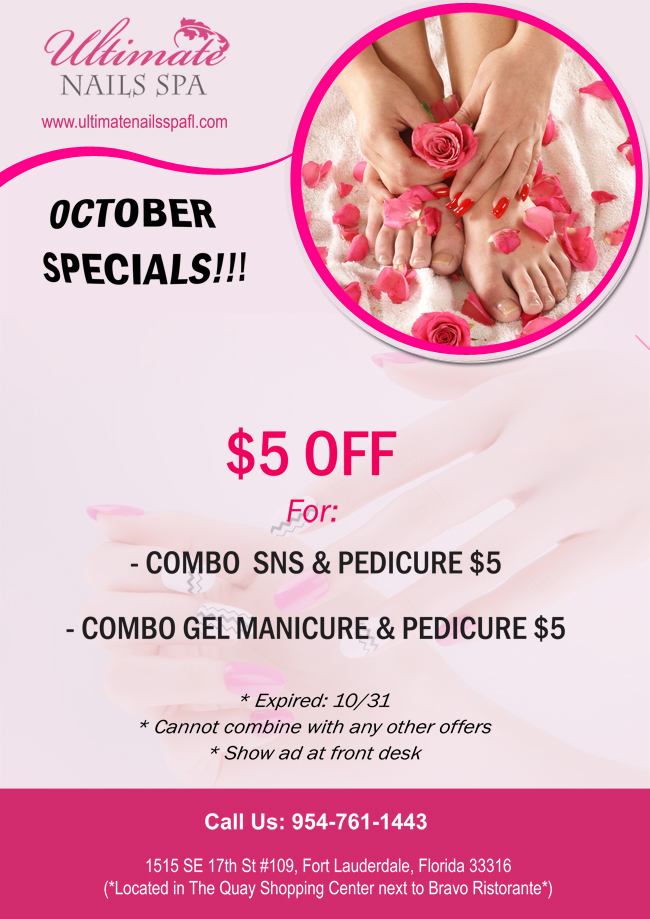 Ultimate
NAILS SPA
www.ultimatenailsspafl.com
OCTOBER
SPECIALS!!!
$5 OFF
For:
- COMBO SNS & PEDICURE $5
- COMBO GEL MANICURE & PEDICURE $5
* Expired: 10/31
* Cannot combine with any other offers
* Show ad at front desk
Call Us: 954-761-1443
1515 SE 17th St #109, Fort Lauderdale, Florida 33316
(*Located in The Quay Shopping Center next to Bravo Ristorante*)